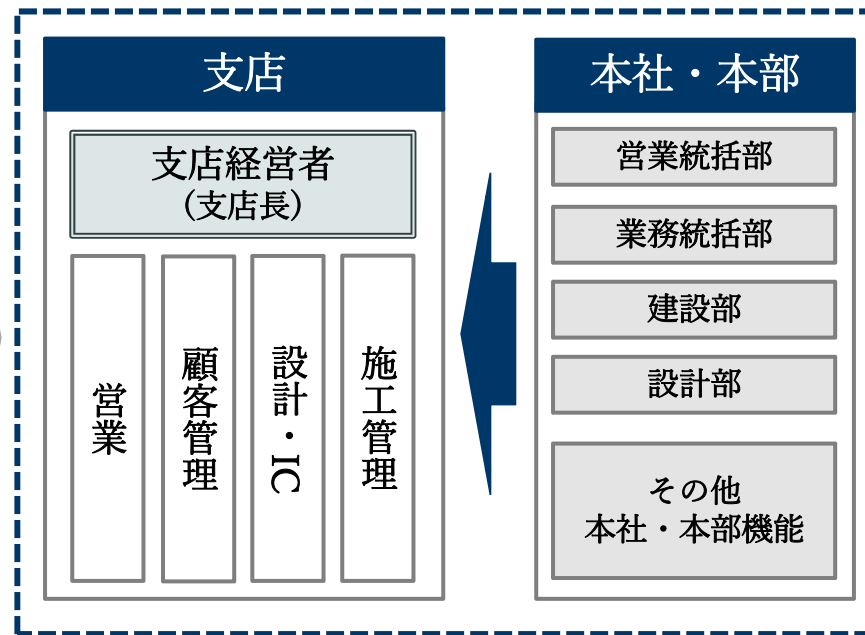 支店
支店経営者
(支店長)
営業
顧客管理
設計・IC
施工管理
本社・本部
営業統括部
業務統括部
建設部
設計部
その他
本社・本部機能